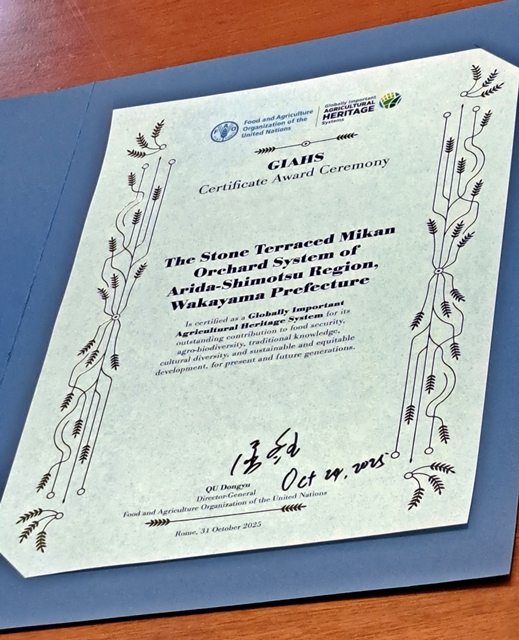 Food and Agriculture
Organization of the
United Nations
Globally Important
AGRICULTURAL
HERITAGE
Systems
GIAHS
Certificate Award Ceremony
The Stone Terraced Mikan
Orchard System of
Arida-Shimotsu Region,
Wakayama Prefecture
Is certified as a Globally Important
Agricultural Heritage System for its
outstanding contribution to food security,
agro-biodiversity, traditional knowledge,
cultural diversity, and sustainable and equitable
development, for present and future generations.
Oct 29, 2025
QU Dongyu
Director-General
Food and Agriculture Organization of the United Nations
Rome, 31 October 2025